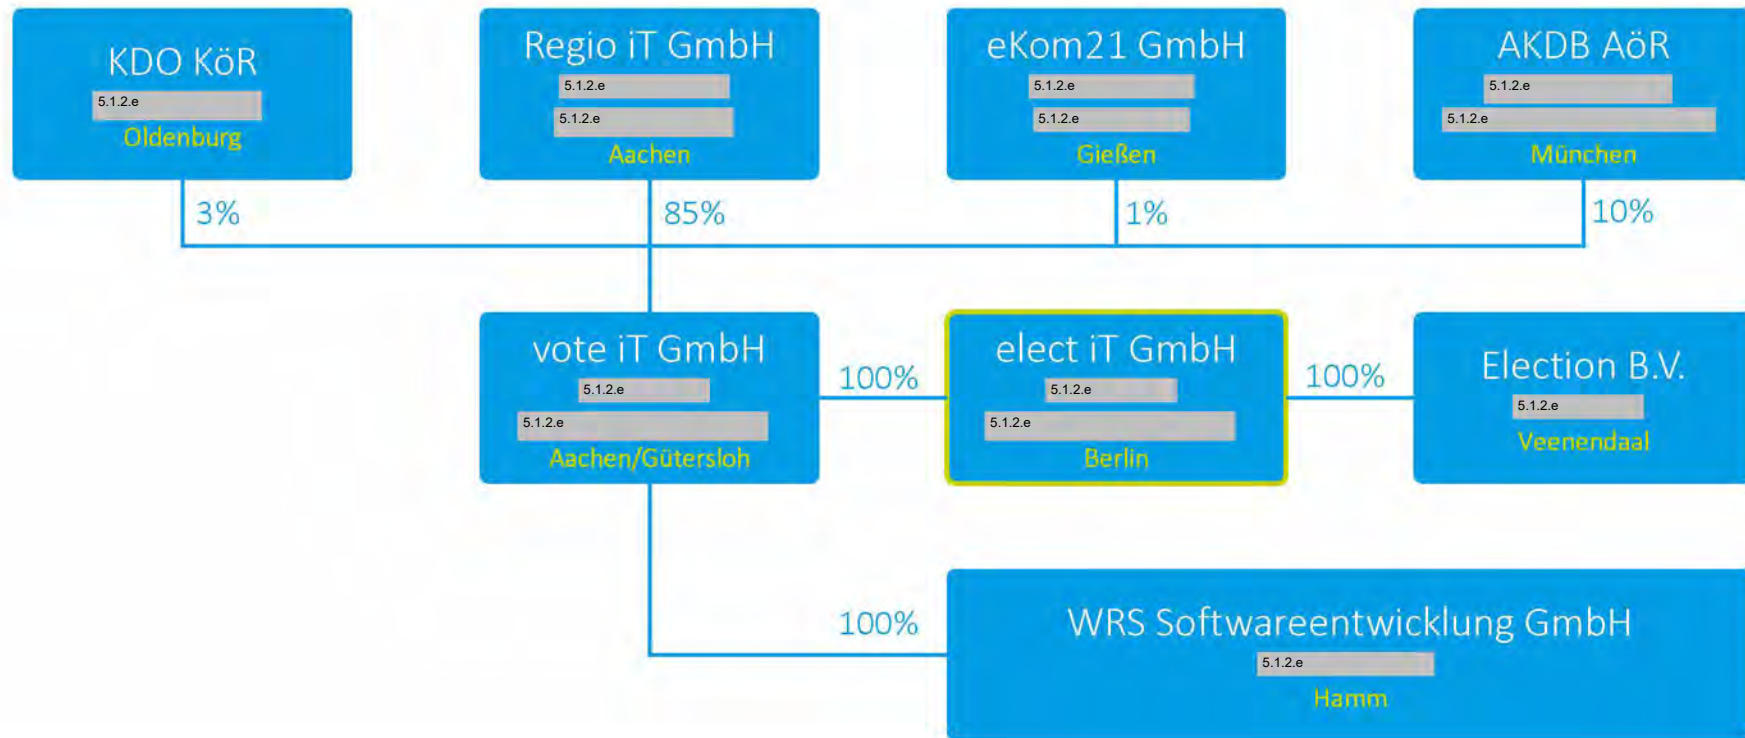 KDO KöR
5.1.2.e
Oldenburg
Regio iT GmbH
5.1.2.e
5.1.2.e
Aachen
eKom21 GmbH
5.1.2.e
5.1.2.e
Gießen
AKDB AöR
5.1.2.e
5.1.2.e
München
3%
85%
1%
10%
vote iT GmbH
5.1.2.e
5.1.2.e
Aachen/Gütersloh
100%
elect iT GmbH
5.1.2.e
5.1.2.e
Berlin
100%
Election B.V.
5.1.2.e
Veenendaal
100%
WRS Softwareentwicklung GmbH
5.1.2.e
Hamm